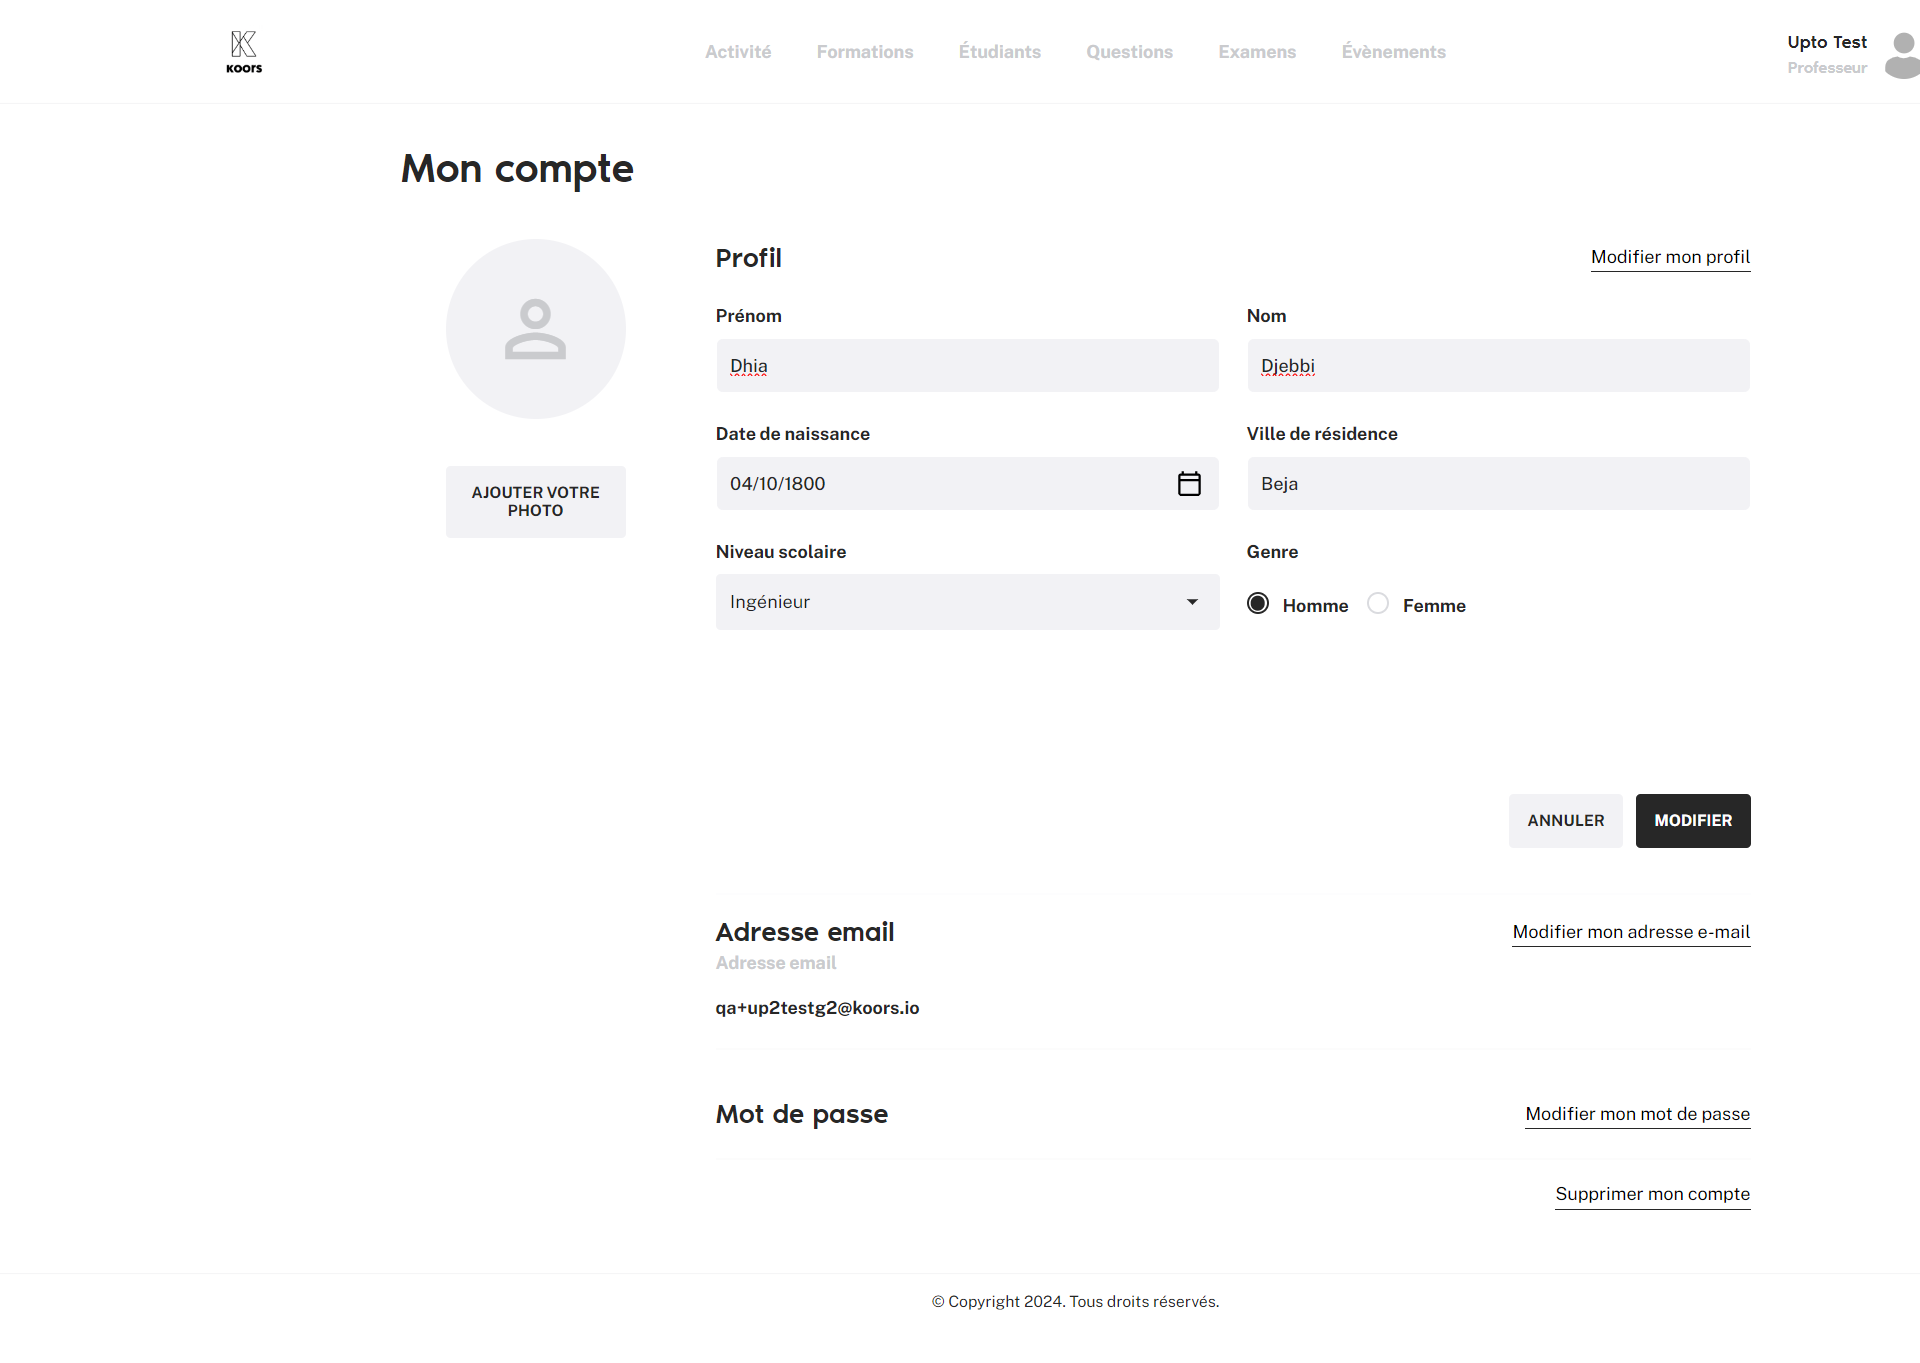 KOOrS
Activité Formations Étudiants Questions Examens Évènements
Upto Test
Professeur
Mon compte
Profil
Modifier mon profil
Prénom
Nom
Dhia
Djebbi
Date de naissance
Ville de résidence
04/10/1800
Beja
AJOUTER VOTRE
PHOTO
Niveau scolaire
Genre
Ingénieur
Homme Femme
ANNULER
MODIFIER
Adresse email
Modifier mon adresse e-mail
Adresse email
qa+up2testg2@koors.io
Mot de passe
Modifier mon mot de passe
Supprimer mon compte
© Copyright 2024. Tous droits réservés.